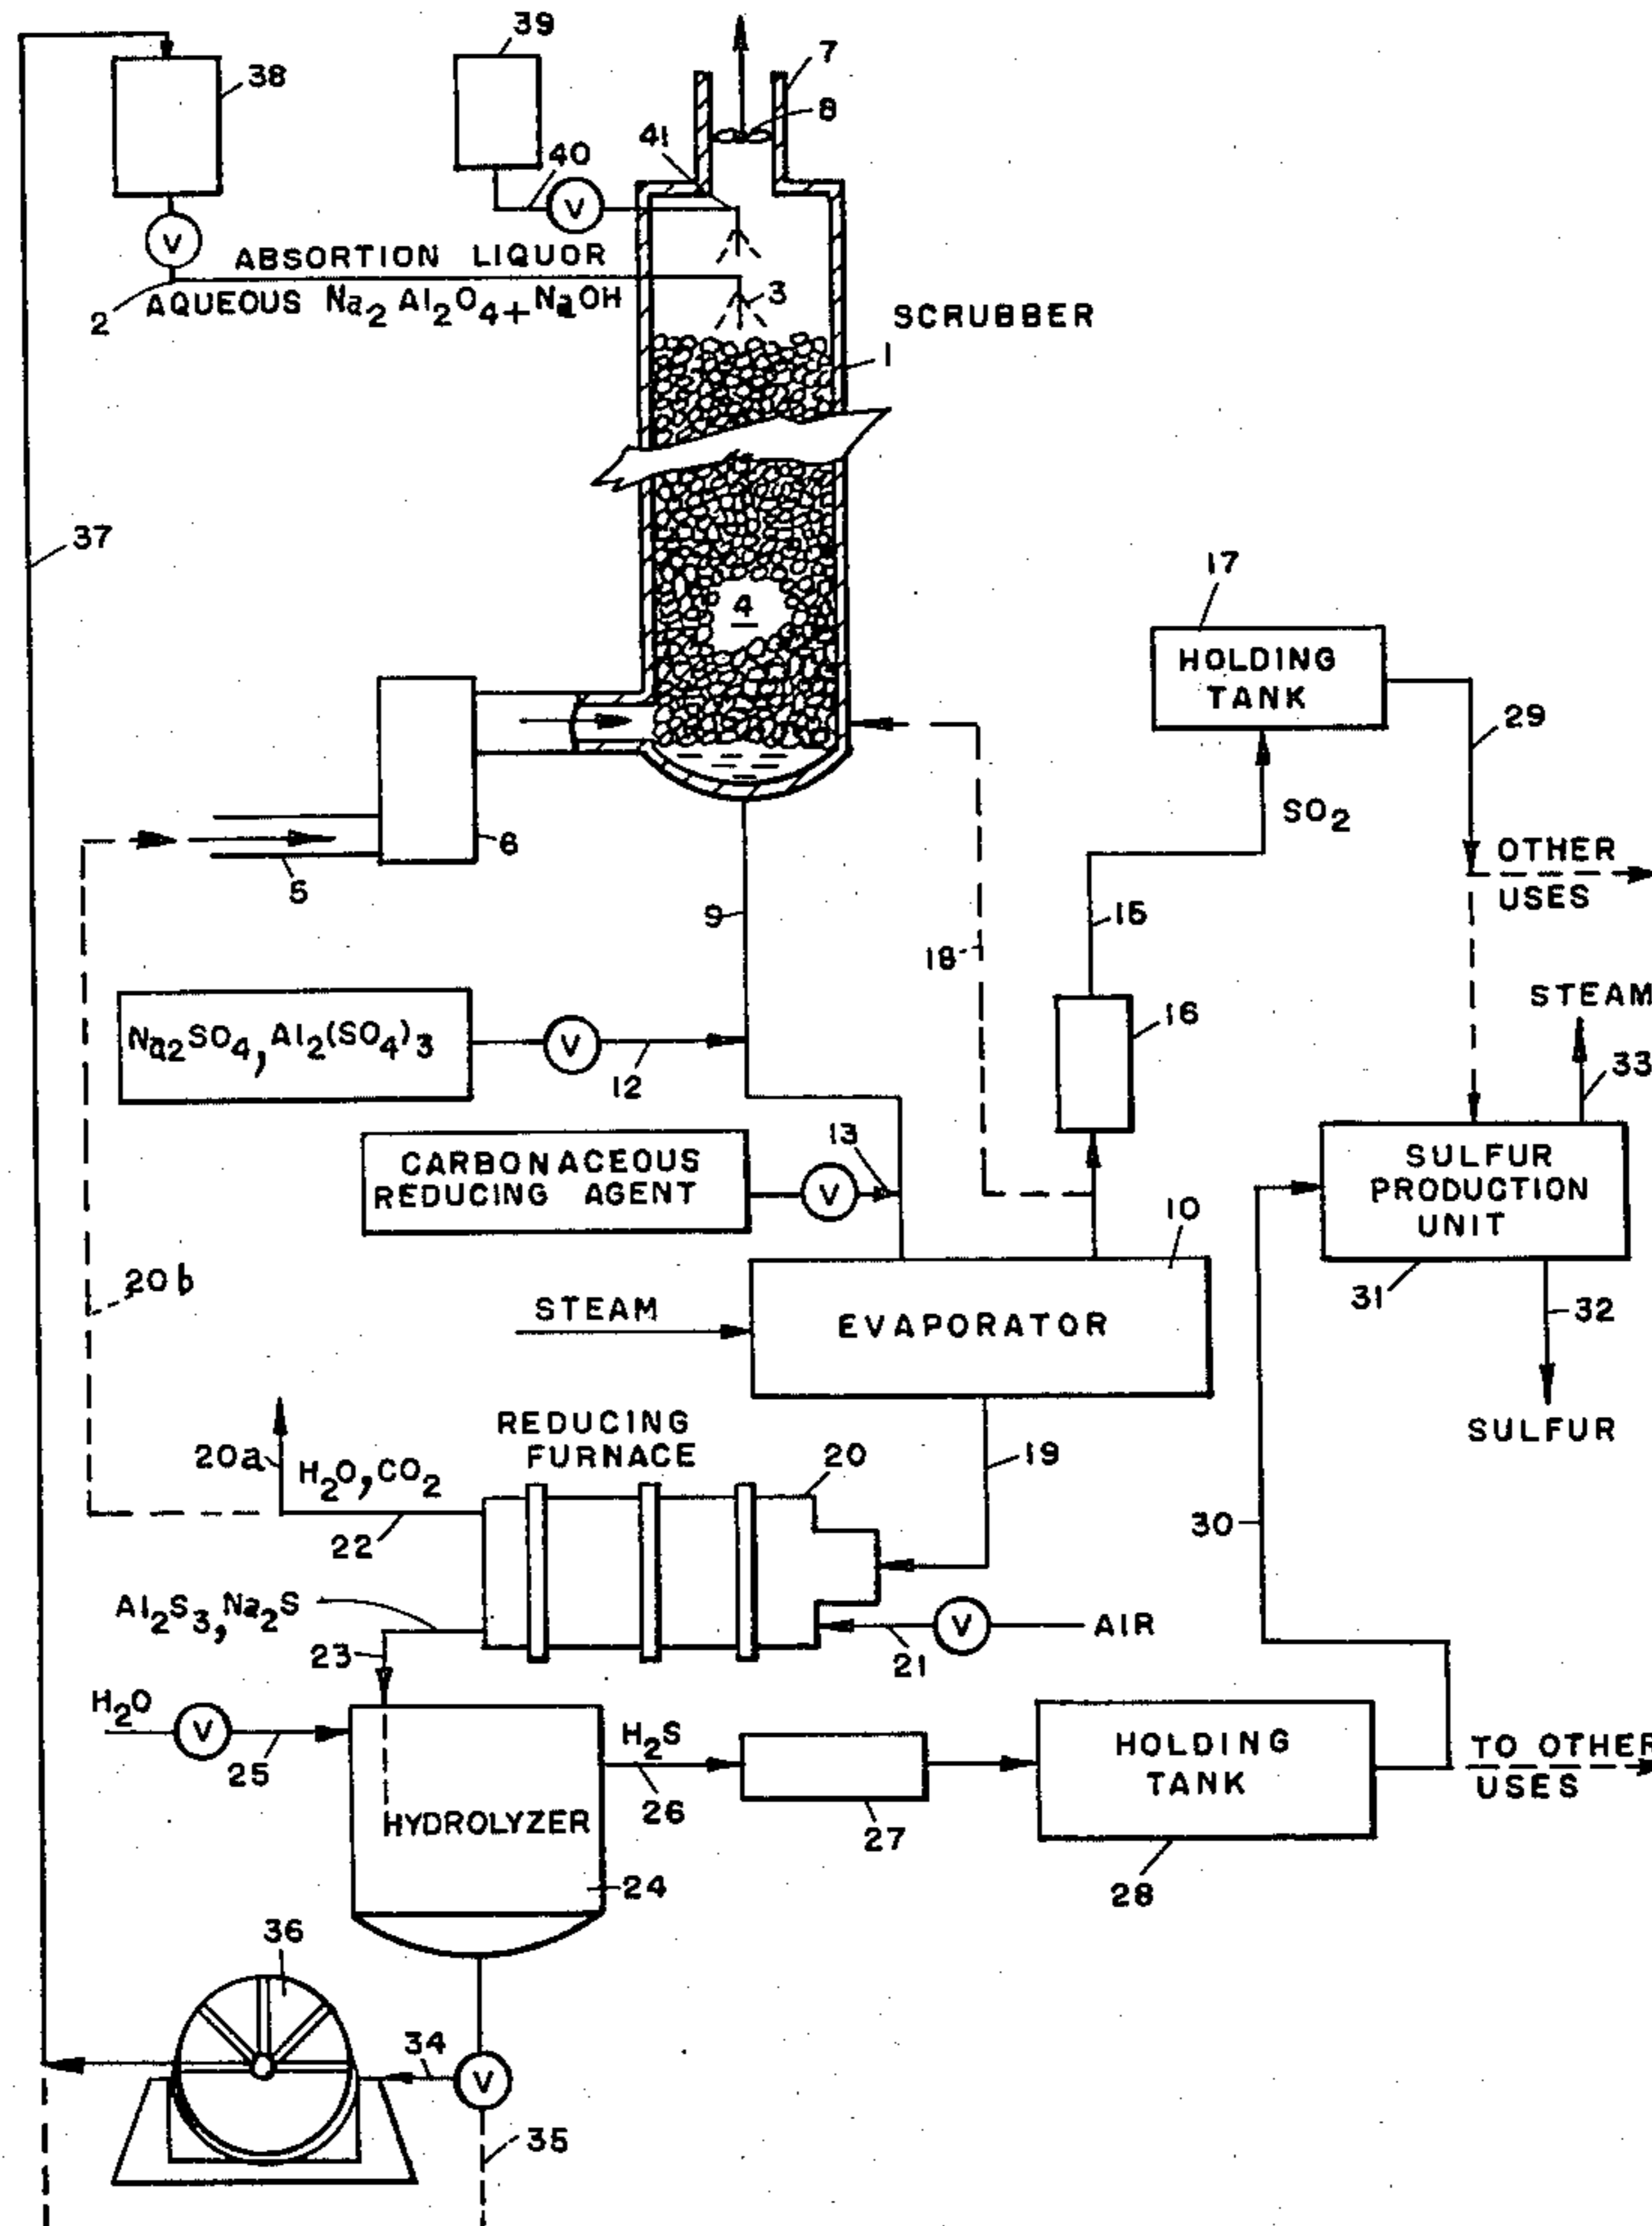 39
7
38
8
41
40
V
V
ABSORTION LIQUOR
2
AQUEOUS Na2 Al2O4+NaOH
3
SCRUBBER
1
37
17
4
HOLDING
TANK
29
SO2
6
5
OTHER
USES
9
15
18
STEAM
16
Na2SO4, Al2(SO4)3
V
12
33
13
CARBONACEOUS
REDUCING AGENT
V
SULFUR
PRODUCTION
UNIT
10
20b
31
32
STEAM
EVAPORATOR
REDUCING
FURNACE
SULFUR
20a
H2O,CO2
20
19
22
30
Al2S3,Na2S
V
AIR
23
21
H2O
V
H2S
HOLDING
TANK
TO OTHER
USES
25
26
HYDROLYZER
27
24
28
36
34
V
35